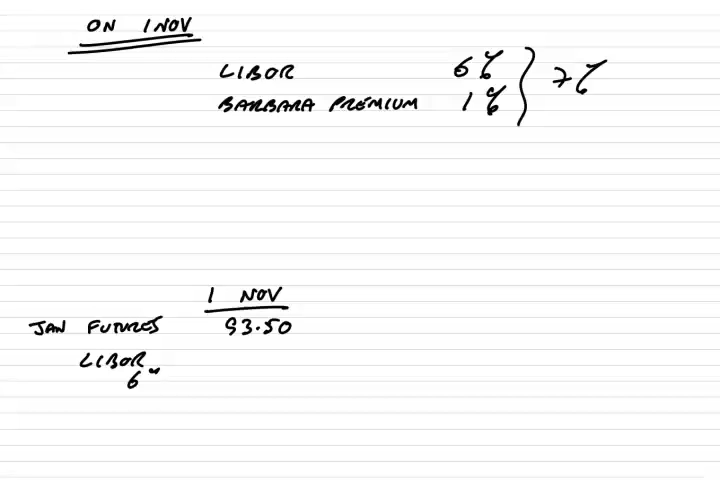 ON 1 NOV
LIBOR 6%
BARBARA PREMIUM 1% } 7%
1 NOV
JAN FUTURES 93.50
LIBOR
6